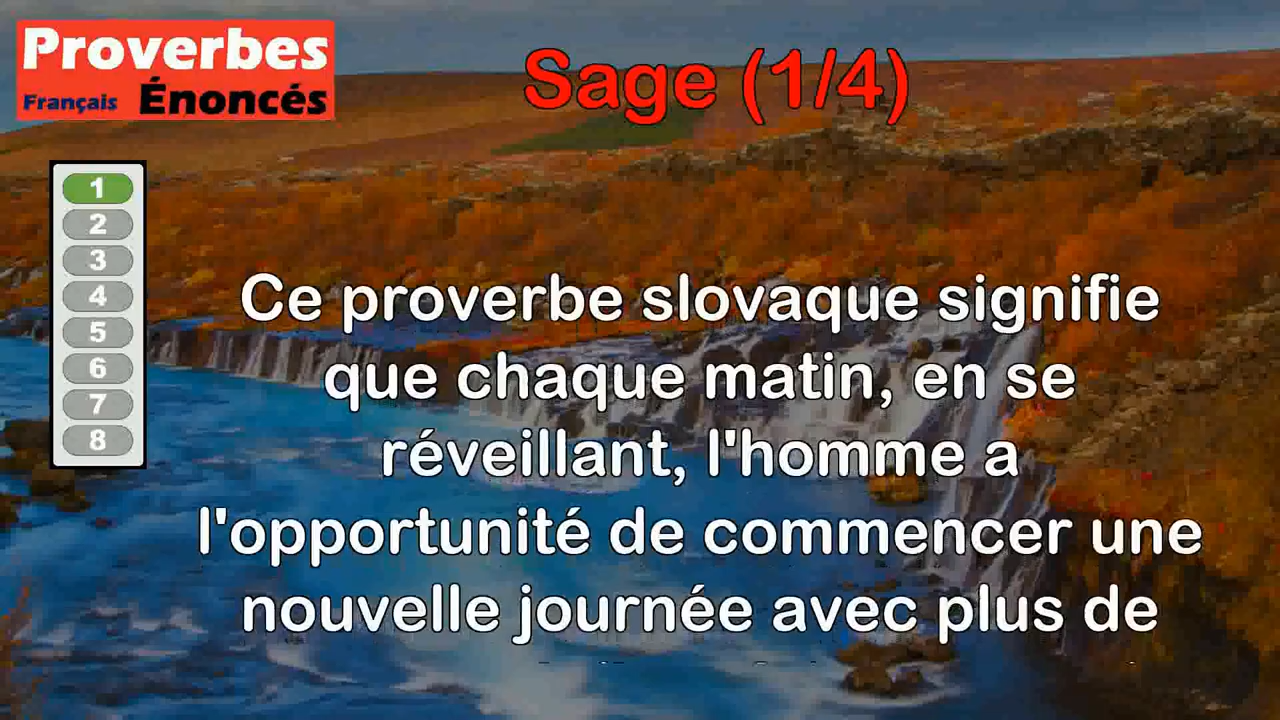 Proverbes
Français Énoncés
Sage (1/4)
1
2
3
4
5
6
7
8
Ce proverbe slovaque signifie
que chaque matin, en se
réveillant, l'homme a
l'opportunité de commencer une
nouvelle journée avec plus de